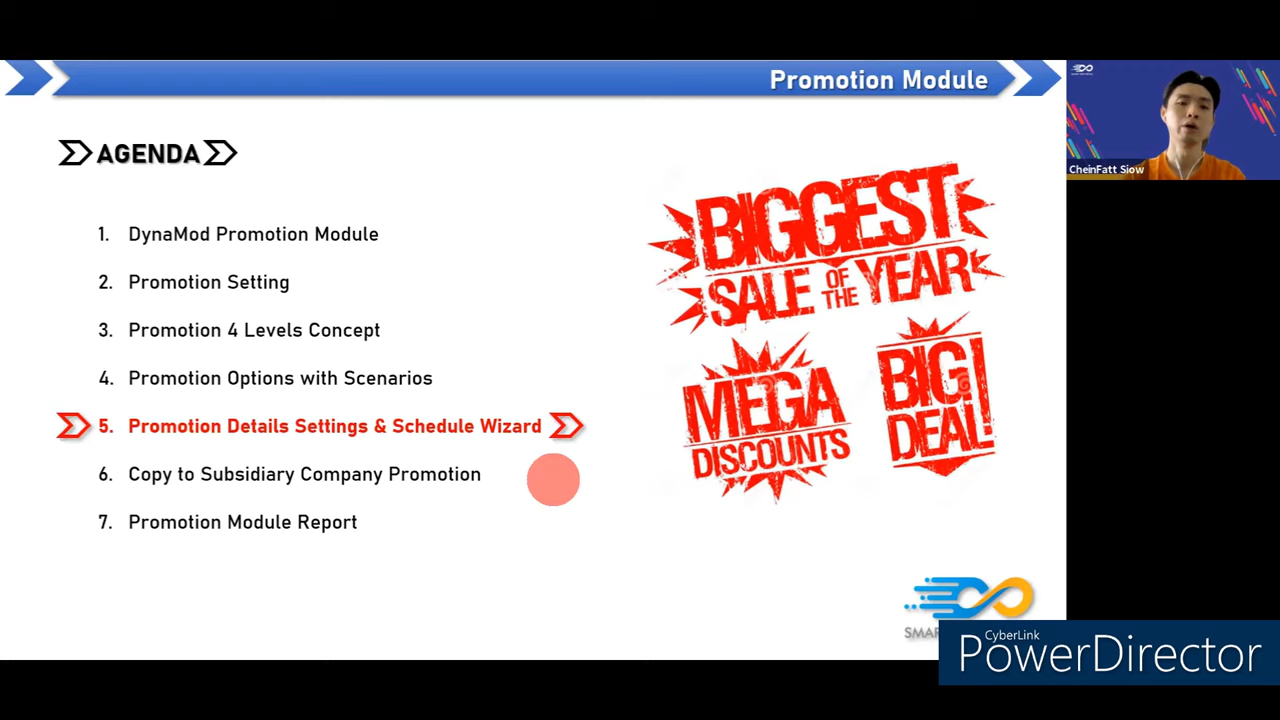 Promotion Module
AGENDA
1. DynaMod Promotion Module
2. Promotion Setting
3. Promotion 4 Levels Concept
4. Promotion Options with Scenarios
5. Promotion Details Settings & Schedule Wizard
6. Copy to Subsidiary Company Promotion
7. Promotion Module Report
BIGGEST
SALE OF THE YEAR
MEGA
DISCOUNTS
BIG
DEAL!
CheinFatt Siow
SMAR
CyberLink
PowerDirector